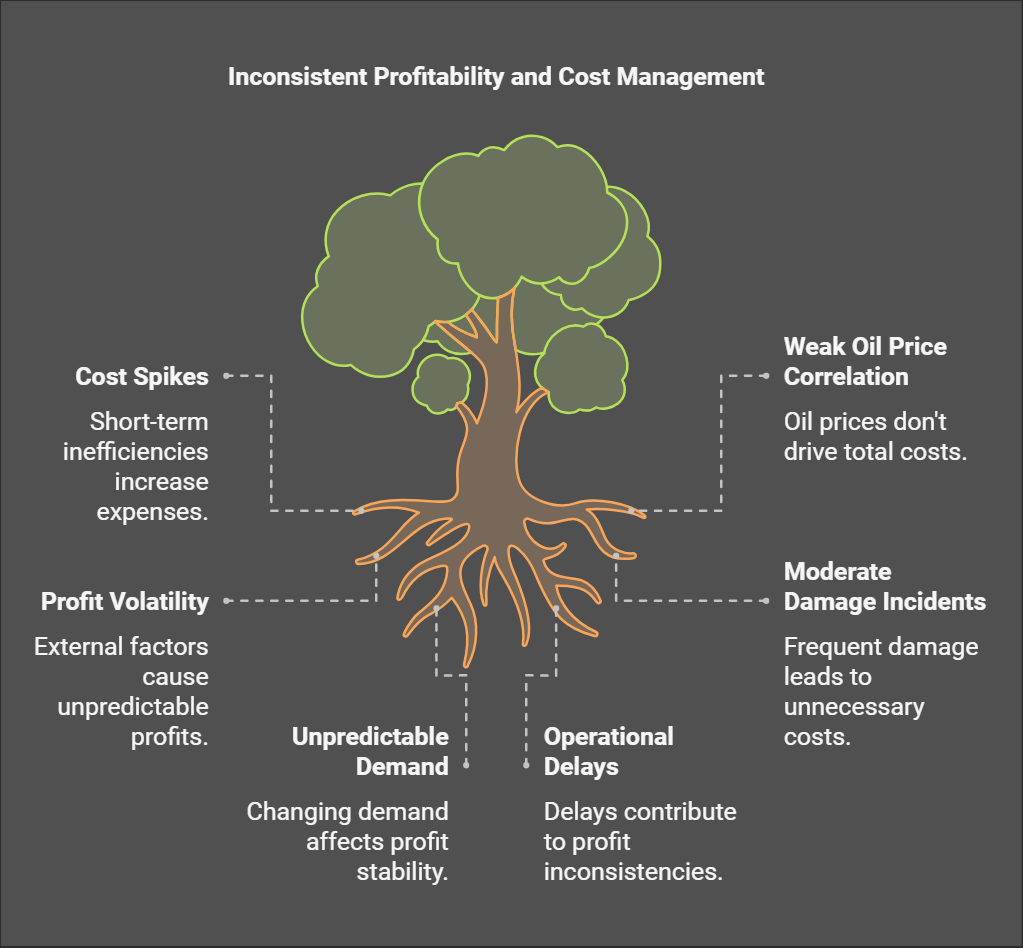 Inconsistent Profitability and Cost Management
Cost Spikes
Short-term
inefficiencies
increase
expenses.
Profit Volatility
External factors
cause
unpredictable
profits.
Unpredictable
Demand
Changing demand
affects profit
stability.
Operational
Delays
Delays contribute
to profit
inconsistencies.
Weak Oil Price
Correlation
Oil prices don't
drive total costs.
Moderate
Damage Incidents
Frequent damage
leads to
unnecessary
costs.